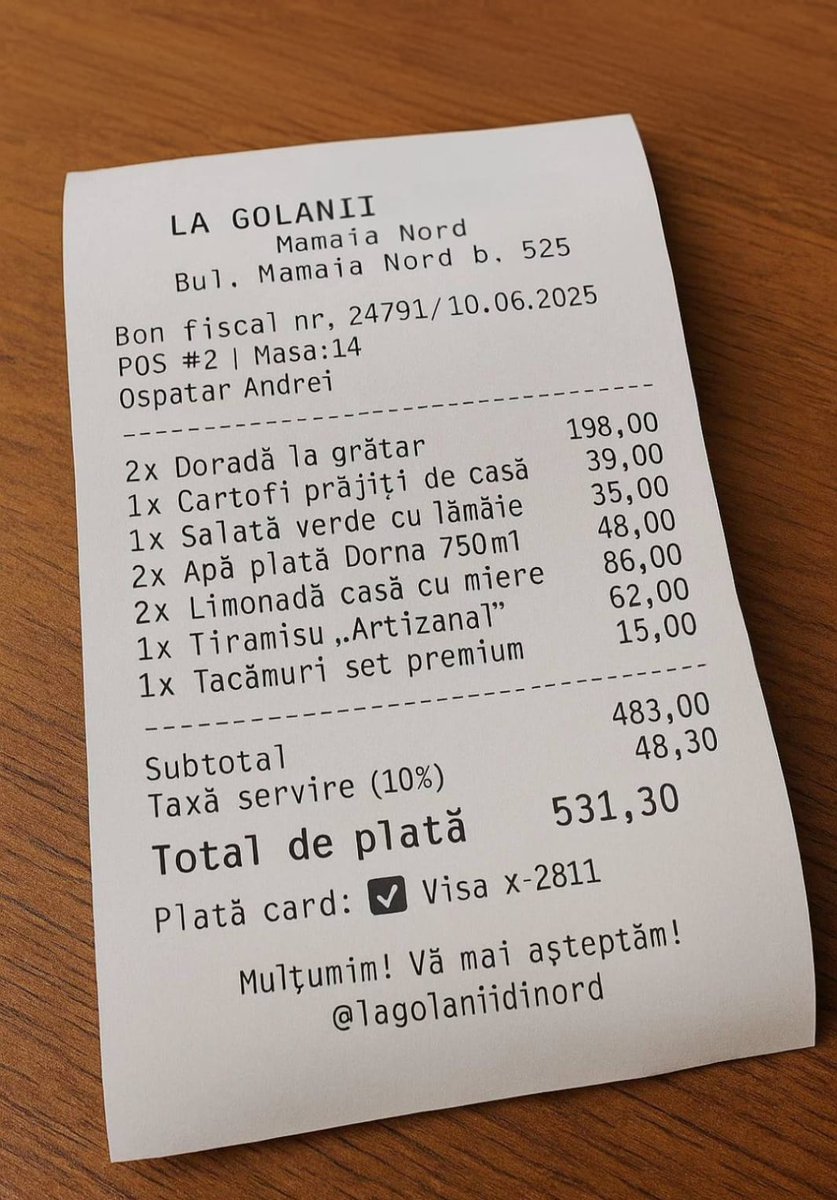 LA GOLANII
Mamaia Nord
Bul. Mamaia Nord b. 525
Bon fiscal nr, 24791/10.06.2025
POS #2 | Masa:14
Ospatar Andrei
2x Doradă la grătar 198,00
1x Cartofi prăjiți de casă 39,00
1x Salată verde cu lămăie 35,00
2x Apă plată Dorna 750ml 48,00
2x Limonadă casă cu miere 86,00
1x Tiramisu „Artizanal” 62,00
1x Tacămuri set premium 15,00
Subtotal 483,00
Taxă servire (10%) 48,30
Total de plată 531,30
Plată card: ☑ Visa x-2811
Mulţumim! Vă mai aşteptăm!
@lagolaniidinord